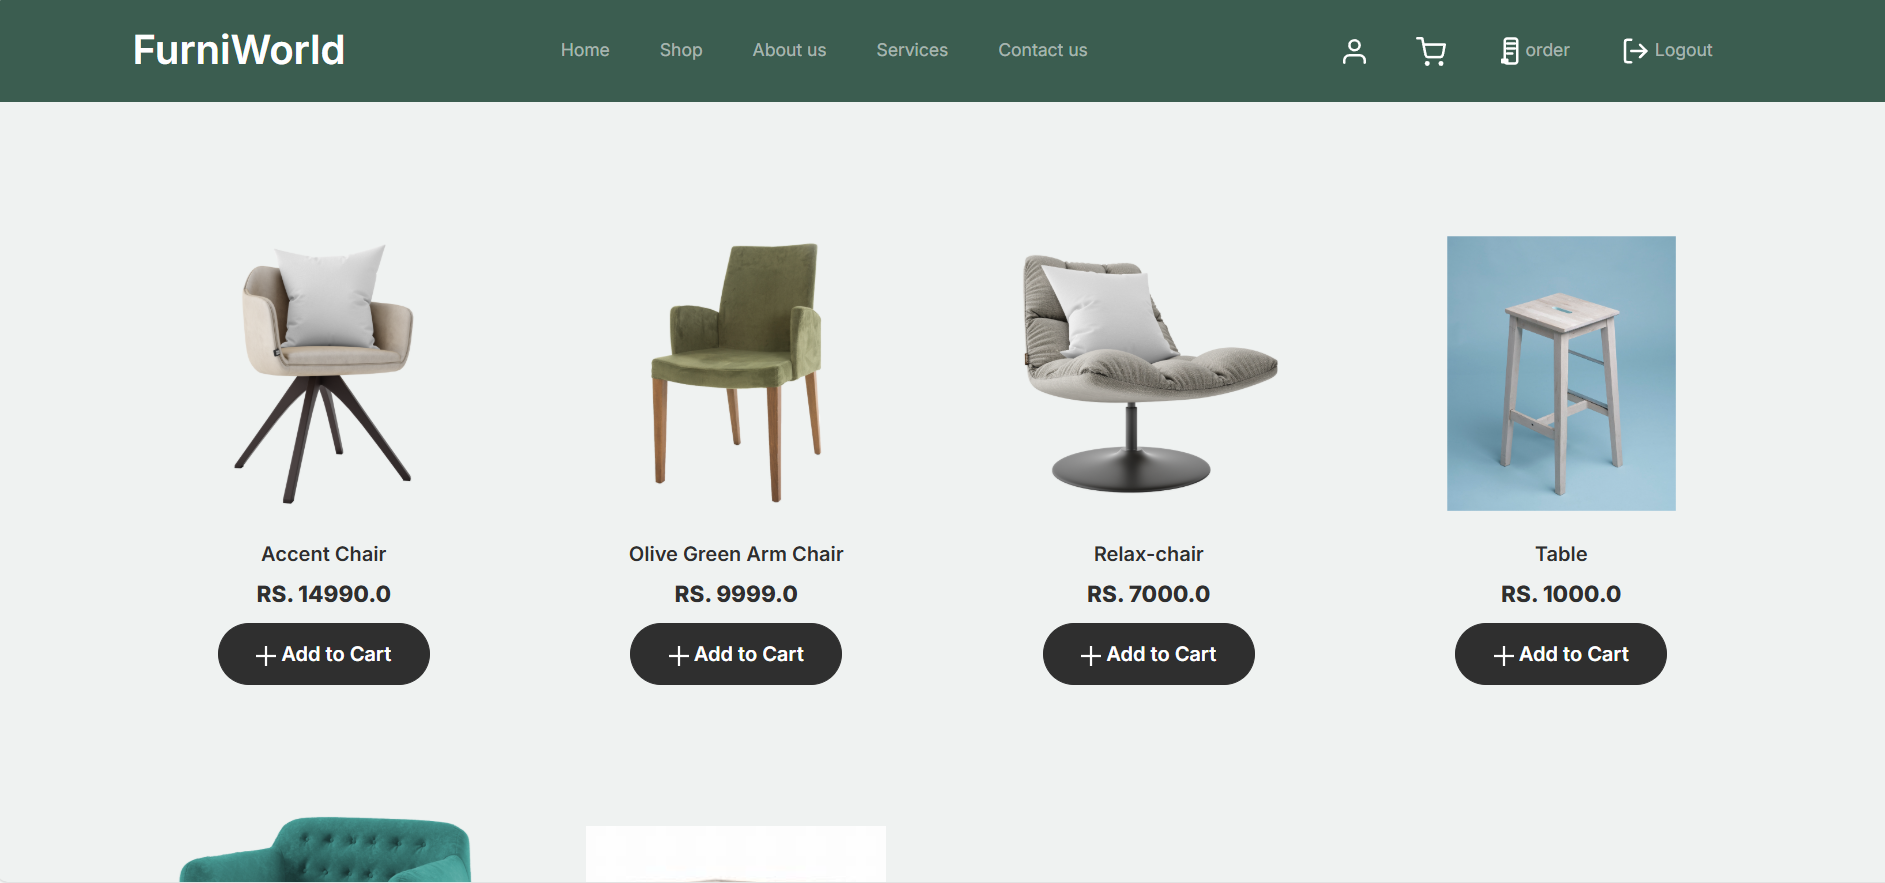 FurniWorld
Home Shop About us Services Contact us order Logout
Accent Chair
RS. 14990.0
Add to Cart
Olive Green Arm Chair
RS. 9999.0
Add to Cart
Relax-chair
RS. 7000.0
Add to Cart
Table
RS. 1000.0
Add to Cart